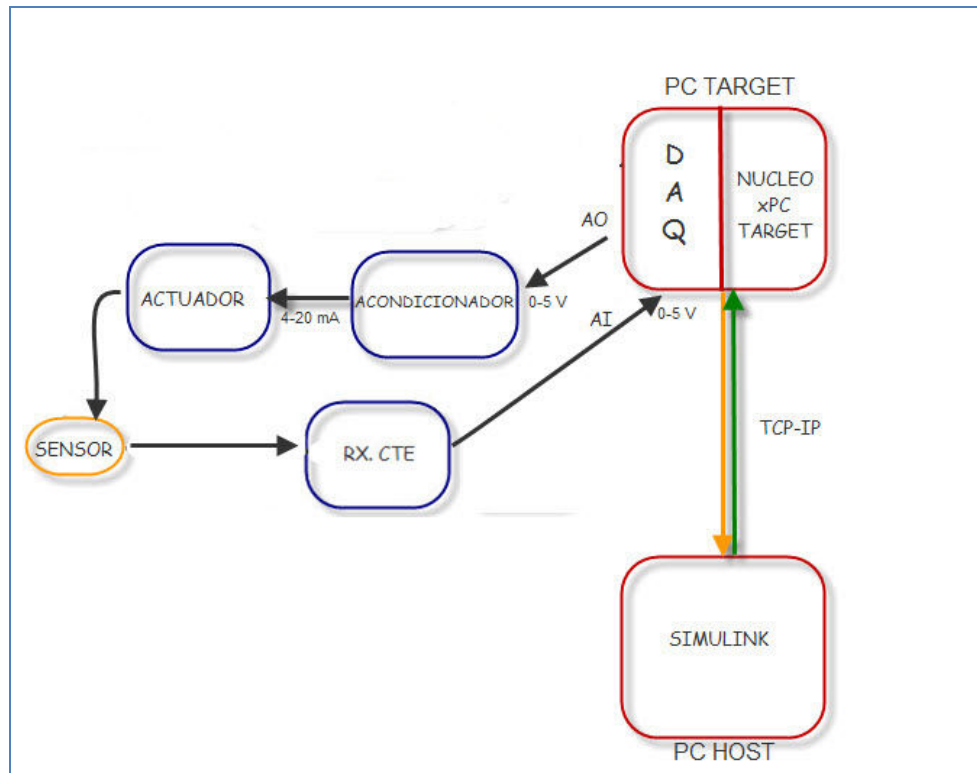 PC TARGET
D
A
Q
NUCLEO
xPC
TARGET
AO
ACTUADOR
4-20 mA
ACONDICIONADOR
0-5 V
AI
0-5 V
SENSOR
RX. CTE
TCP-IP
SIMULINK
PC HOST